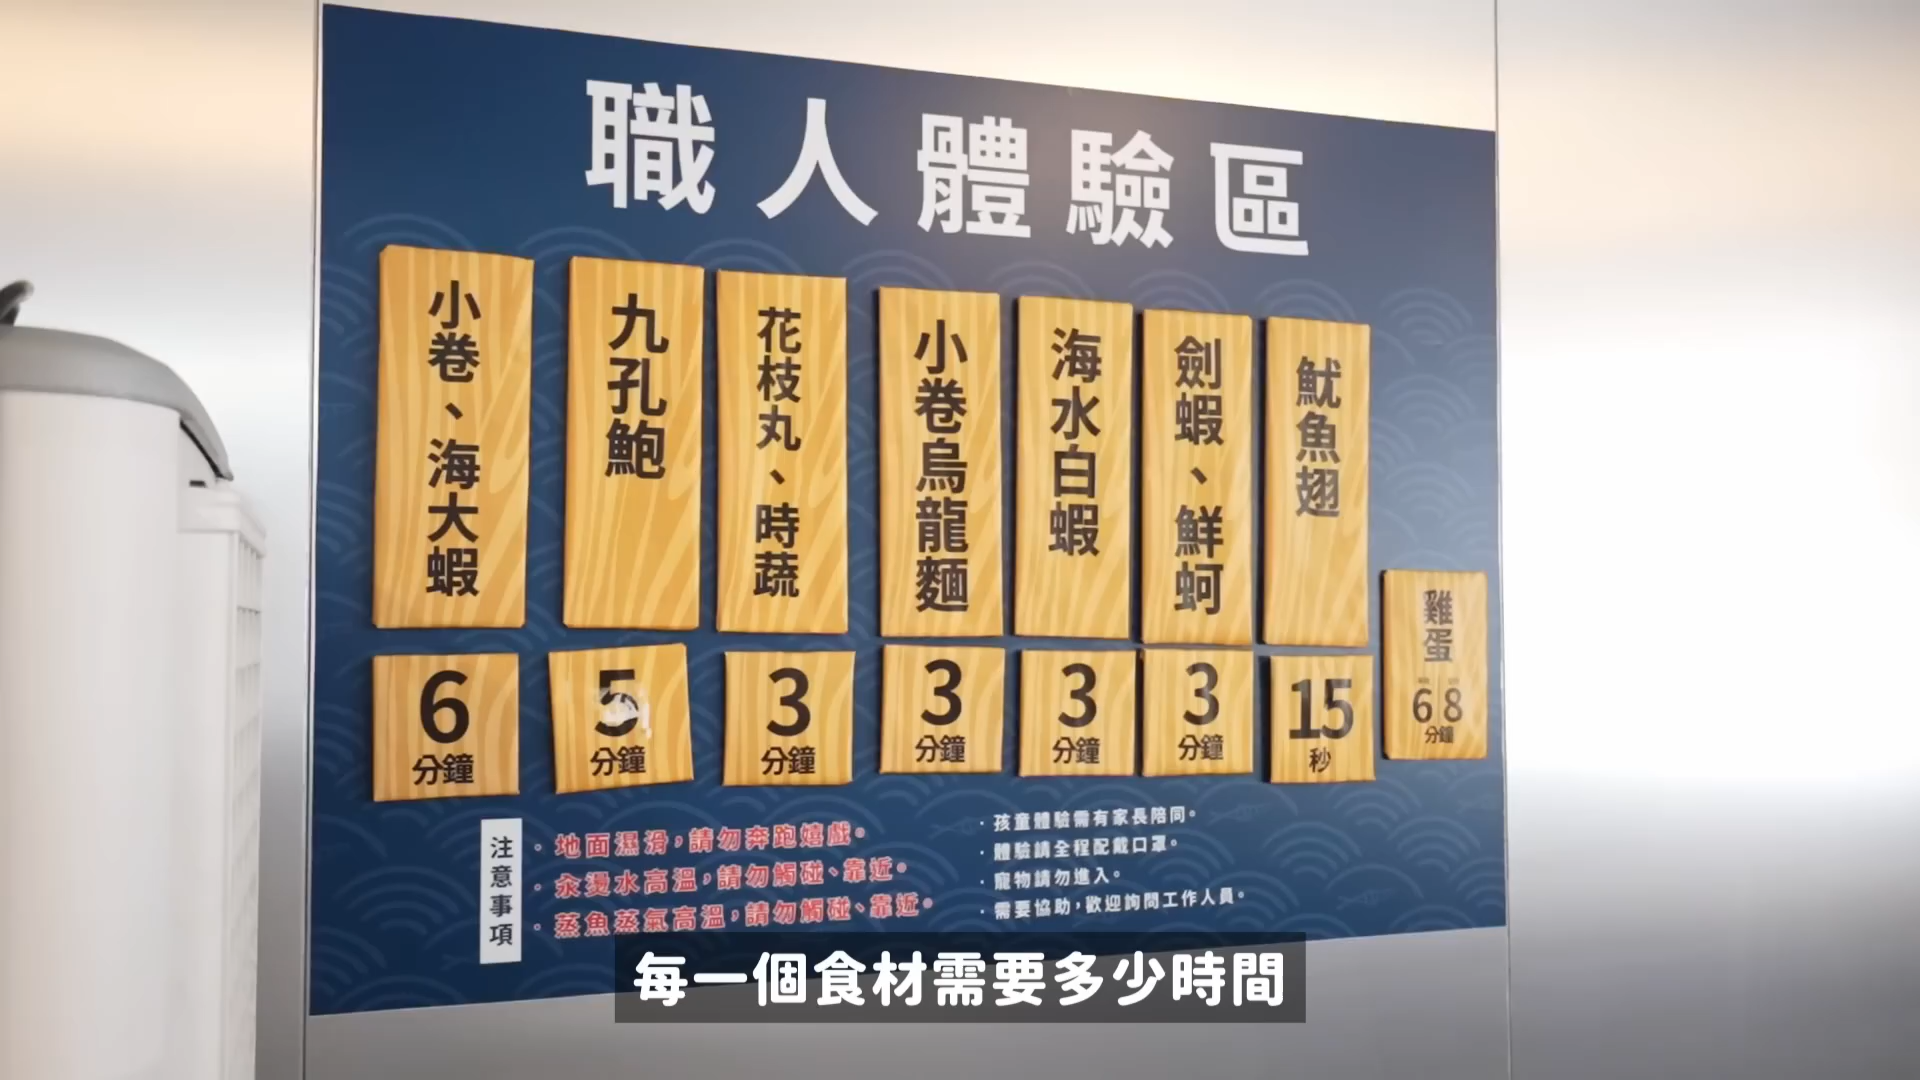 職人體驗區
小卷、海大蝦
6
分鐘
九孔鮑
5
分鐘
花枝丸、時蔬
3
分鐘
小卷烏龍麵
3
分鐘
海水白蝦
3
分鐘
劍蝦、鮮蚵
3
分鐘
魷魚翅
15
秒
雞蛋
6 8
分鐘
注意事項
· 地面濕滑，請勿奔跑嬉戲。
· 汆燙水高溫，請勿觸碰、靠近。
· 蒸魚蒸氣高溫，請勿觸碰、靠近。
· 孩童體驗需有家長陪同。
· 體驗請全程配戴口罩。
· 寵物請勿進入。
· 需要協助，歡迎詢問工作人員。
每一個食材需要多少時間